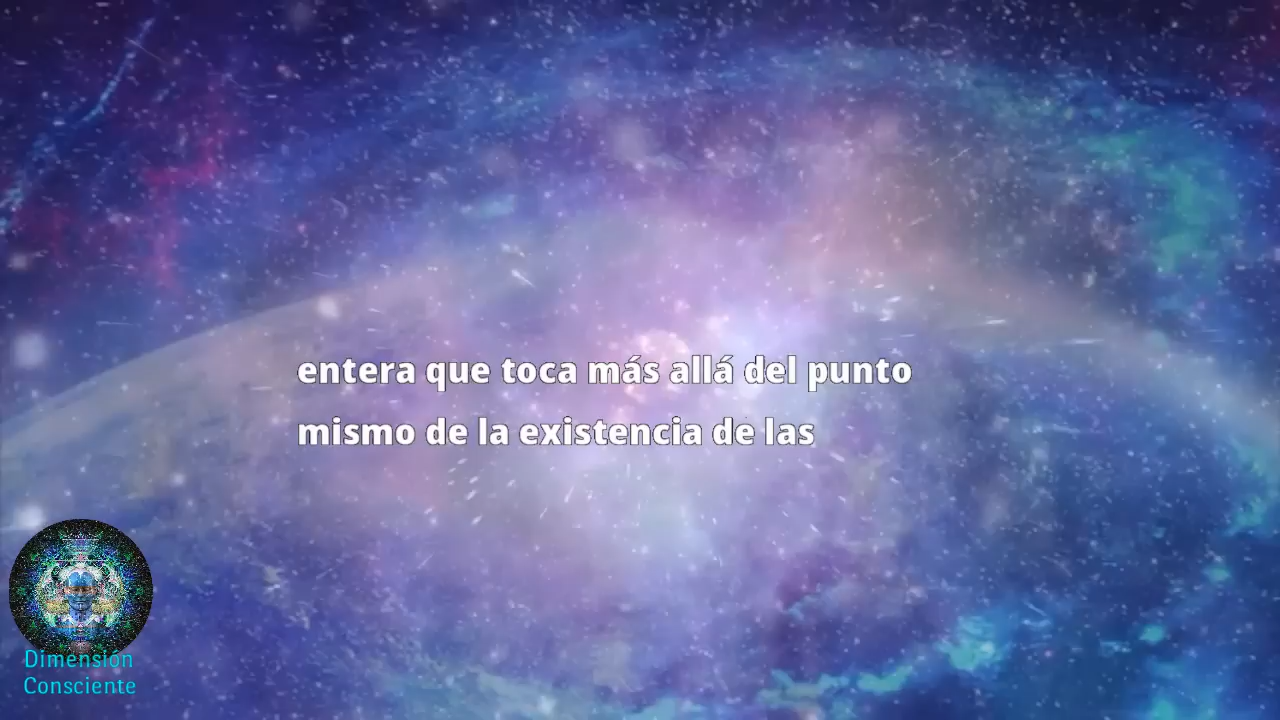 entera que toca más allá del punto
mismo de la existencia de las
Dimensión
Consciente